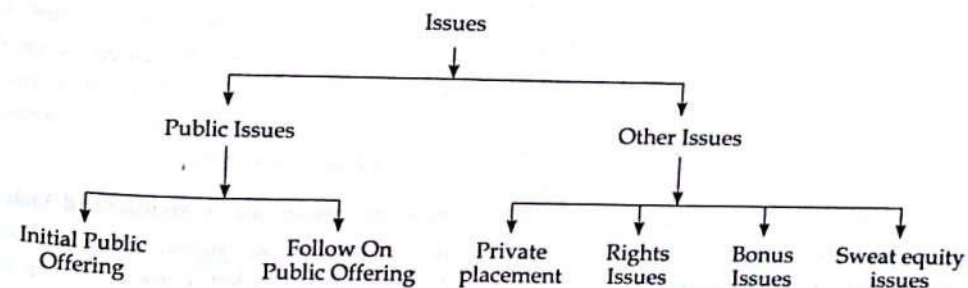 Issues
Public Issues
Other Issues
Initial Public
Offering
Follow On
Public Offering
Private
placement
Rights
Issues
Bonus
Issues
Sweat equity
issues